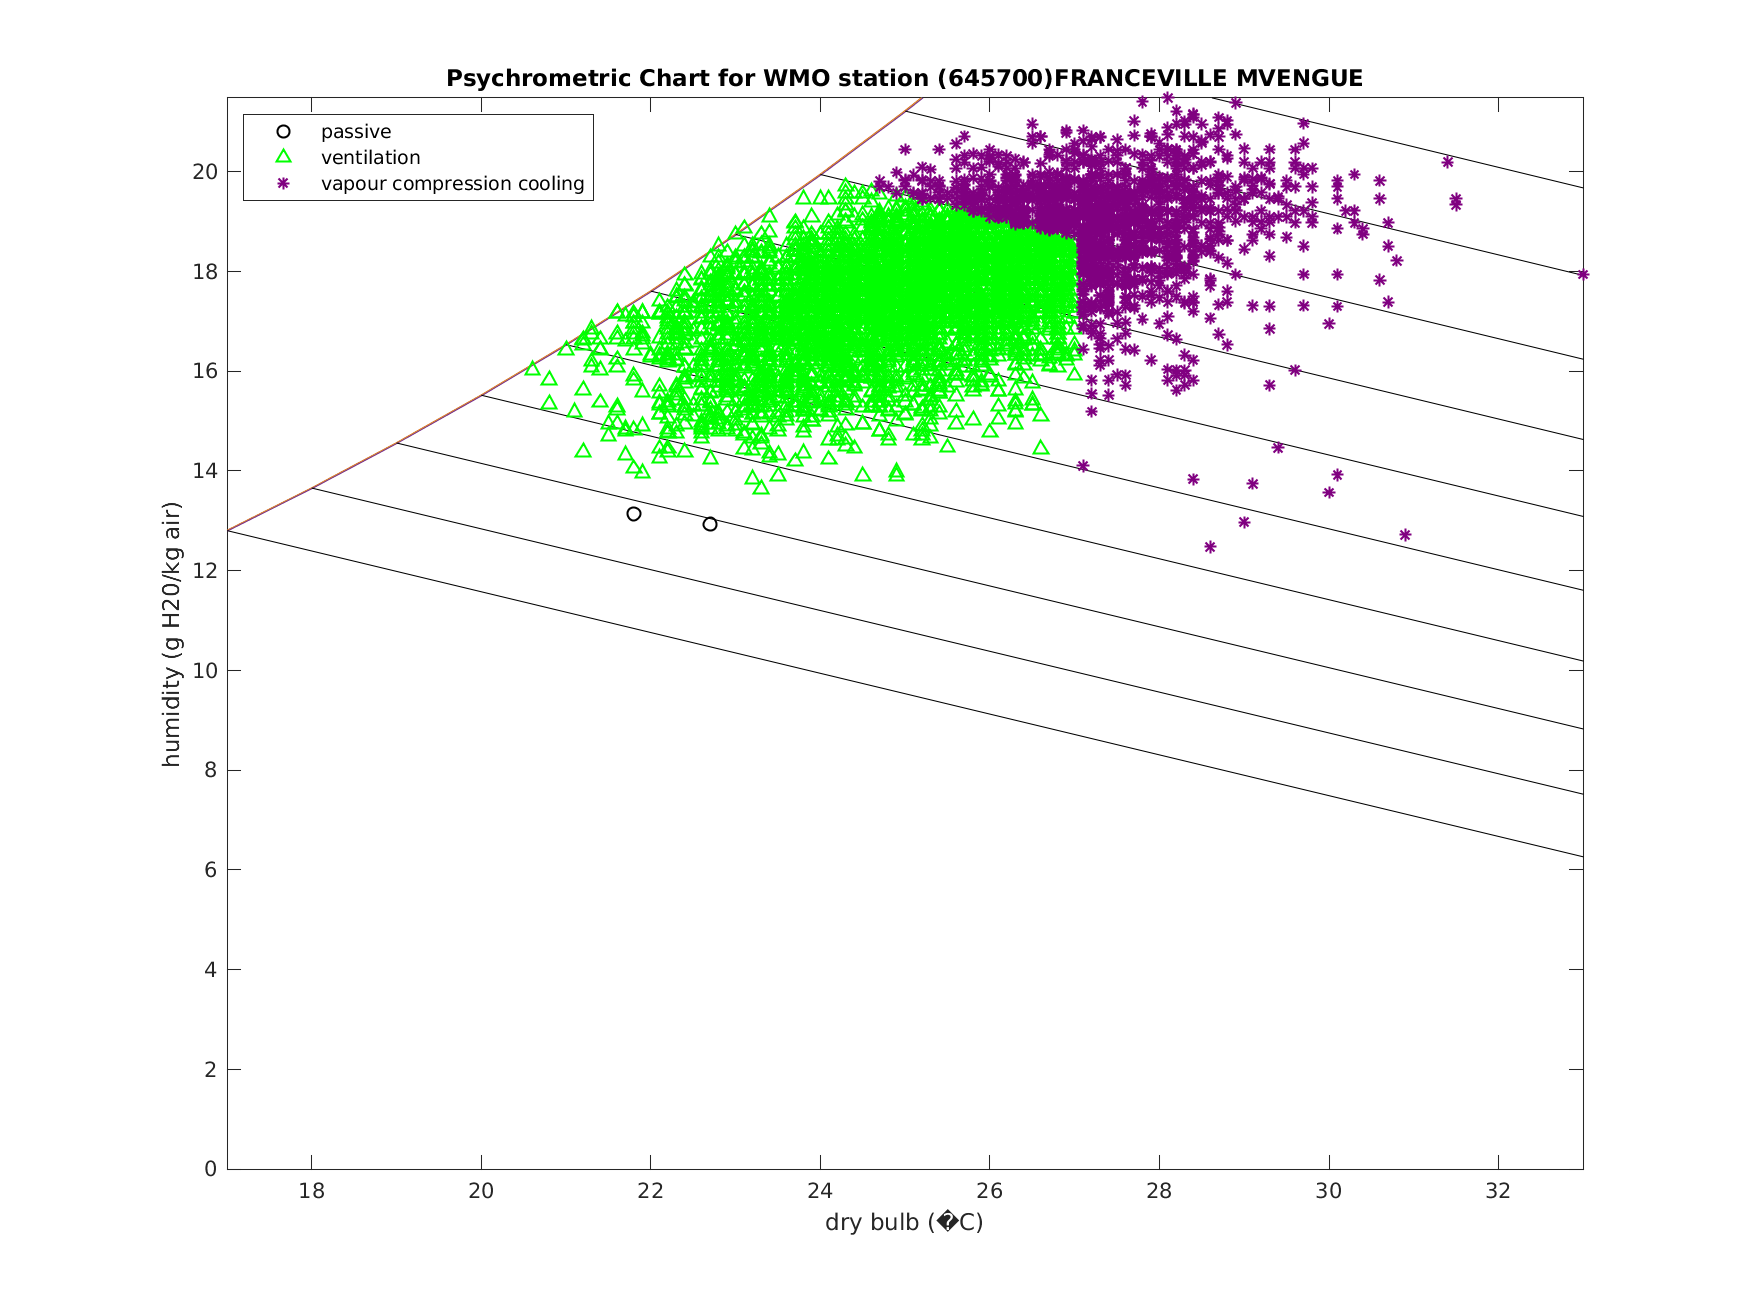 Psychrometric Chart for WMO station (645700)FRANCEVILLE MVENGUE
passive
ventilation
vapour compression cooling
humidity (g H20/kg air)
20
18
16
14
12
10
8
6
4
2
0
18 20 22 24 26 28 30 32
dry bulb (�C)